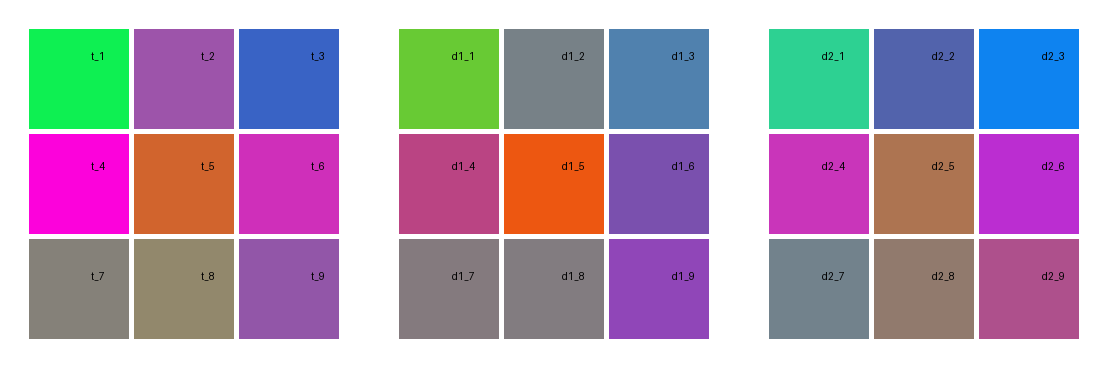 t_1 t_2 t_3 d1_1 d1_2 d1_3 d2_1 d2_2 d2_3
t_4 t_5 t_6 d1_4 d1_5 d1_6 d2_4 d2_5 d2_6
t_7 t_8 t_9 d1_7 d1_8 d1_9 d2_7 d2_8 d2_9